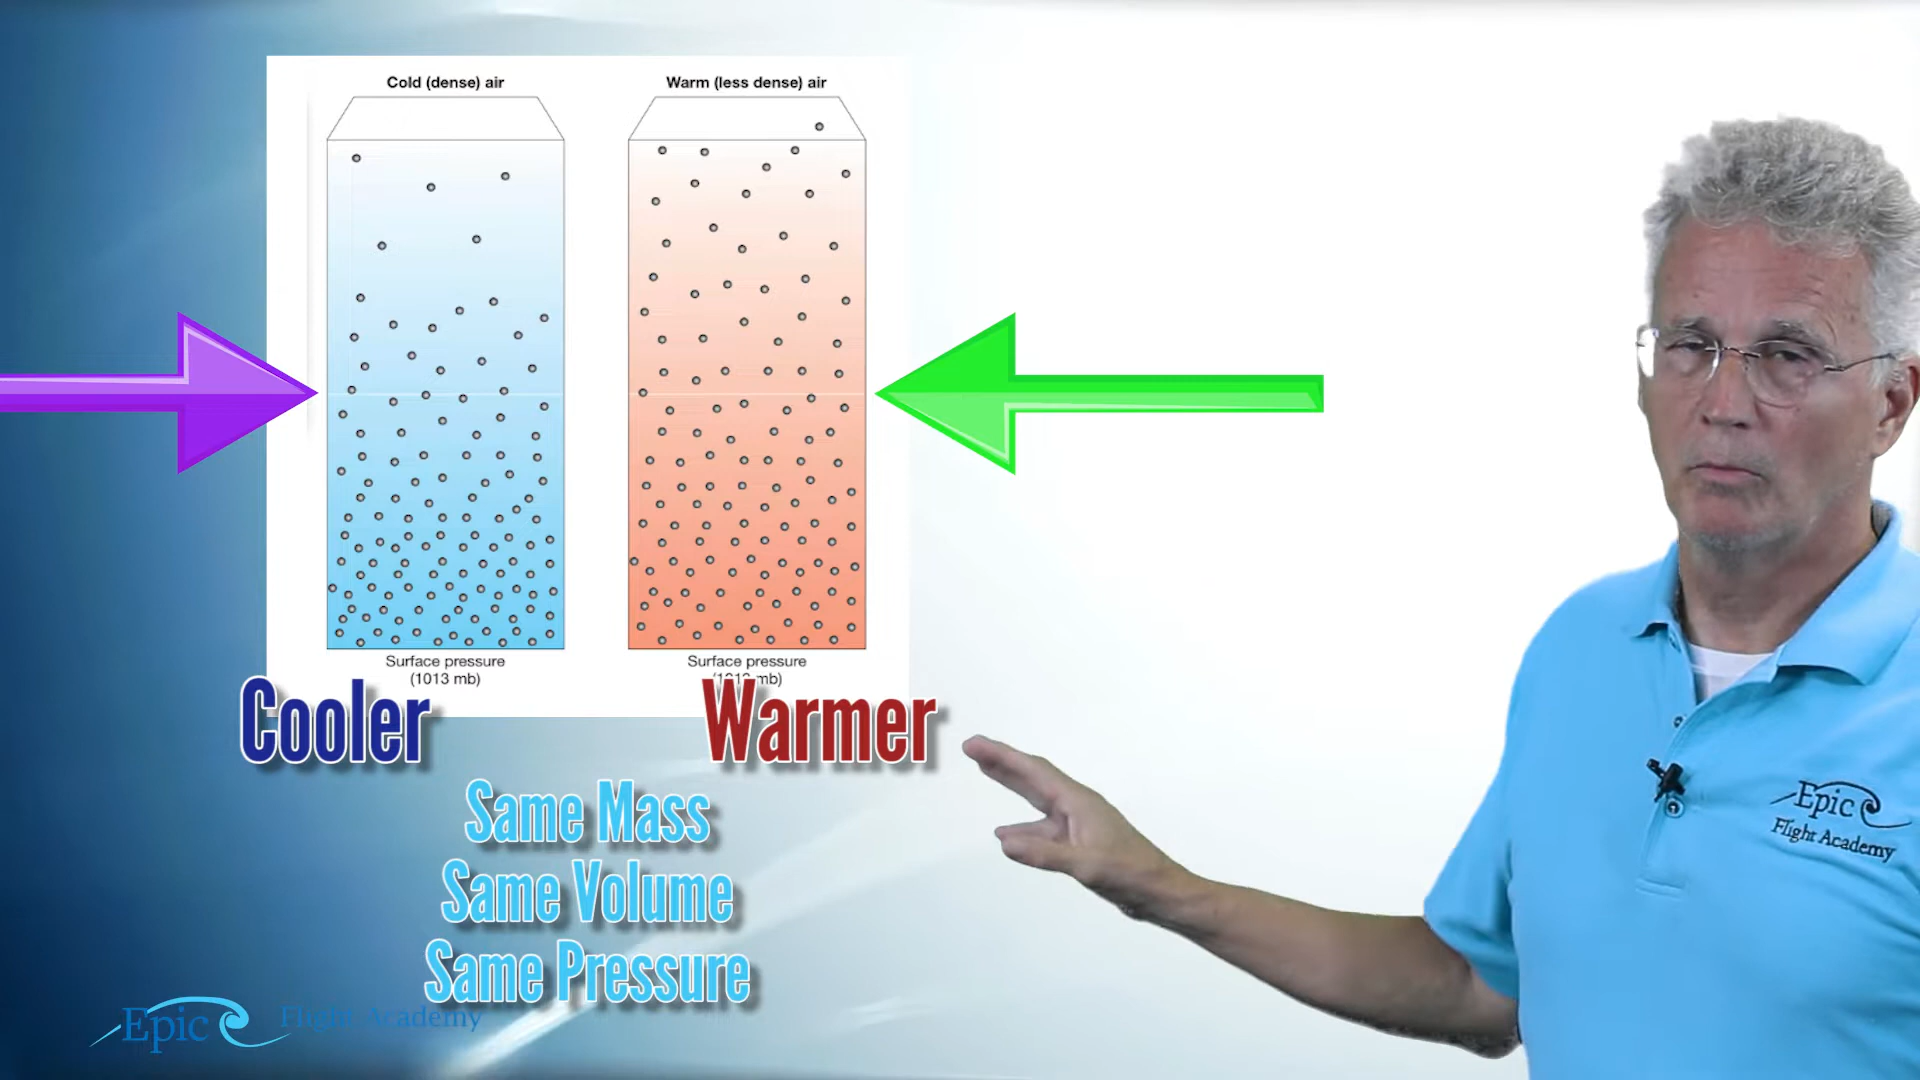 Cold (dense) air
Warm (less dense) air
Surface pressure
(1013 mb)
Surface pressure
mb)
Cooler
Warmer
Same Mass
Same Volume
Same Pressure
Epic
Flight Academy
Epic
Flight Academy